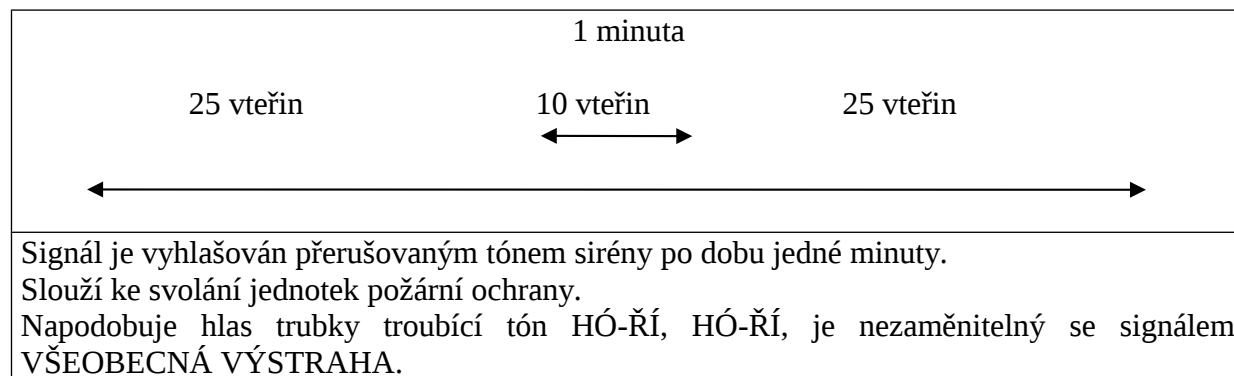 1 minuta
25 vteřin 10 vteřin 25 vteřin
Signál je vyhlašován přerušovaným tónem sirény po dobu jedné minuty.
Slouží ke svolání jednotek požární ochrany.
Napodobuje hlas trubky troubící tón HÓ-ŘÍ, HÓ-ŘÍ, je nezaměnitelný se signálem
VŠEOBECNÁ VÝSTRAHA.